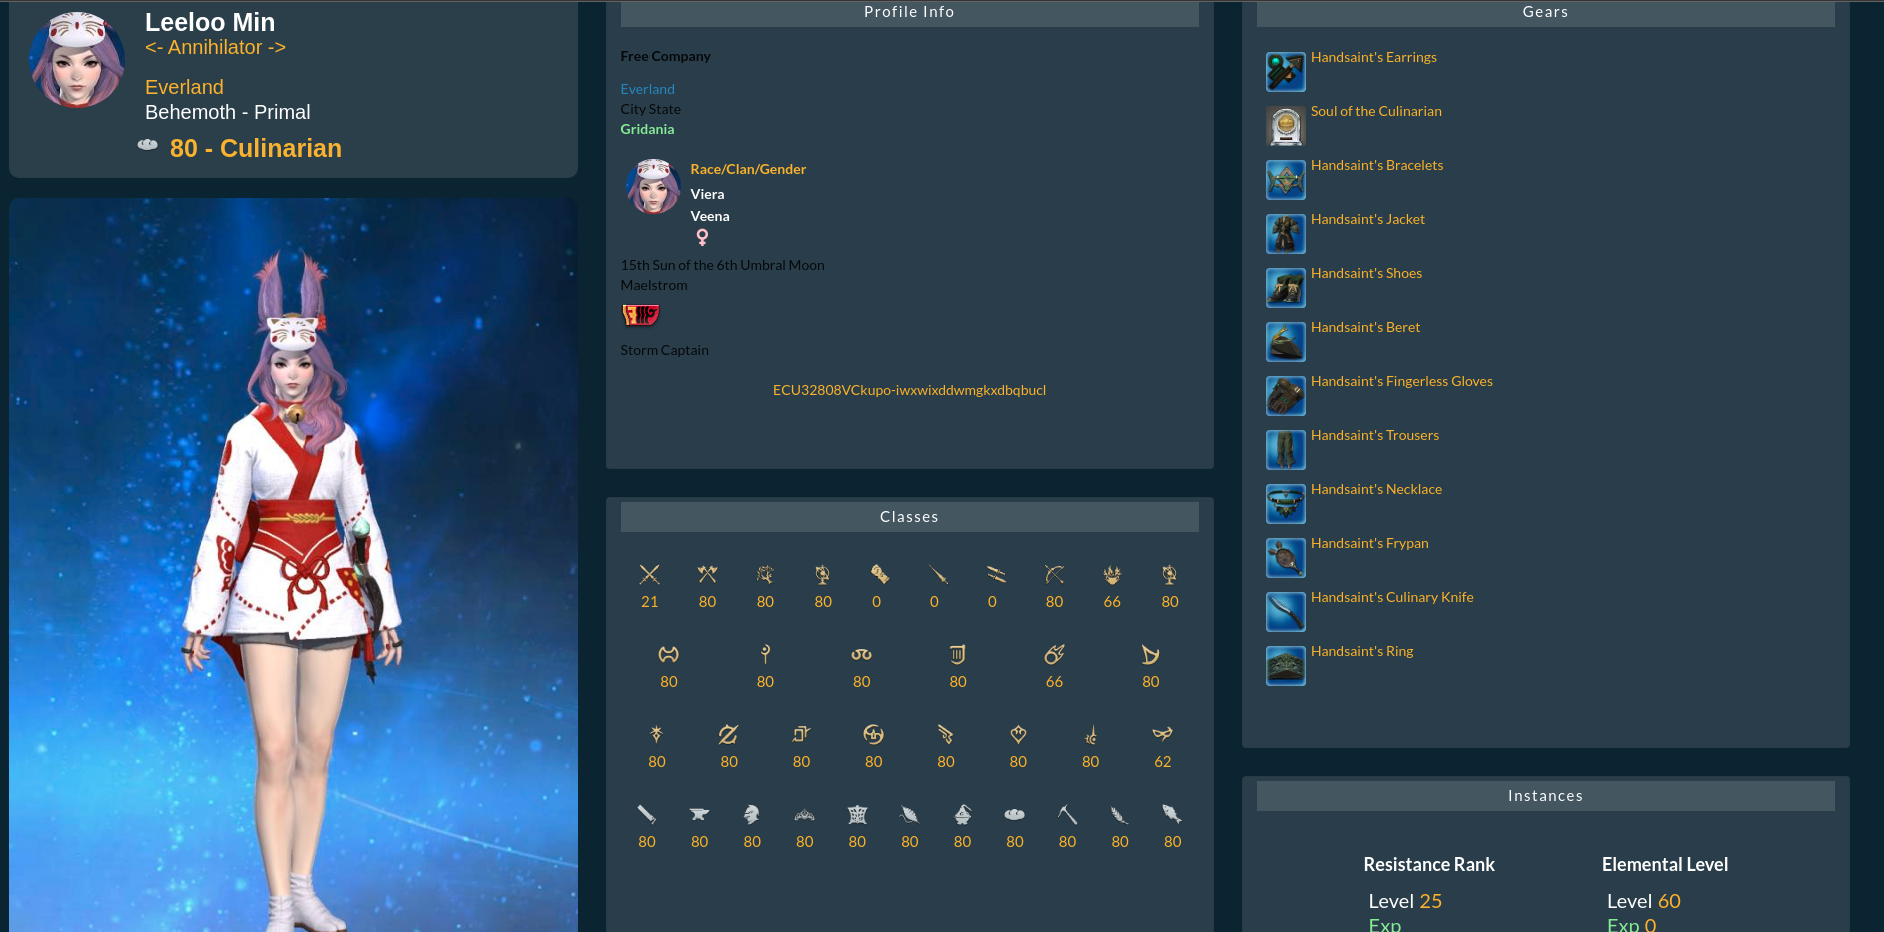 Leeloo Min
<- Annihilator ->
Everland
Behemoth - Primal
80 - Culinarian
Profile Info
Free Company
Everland
City State
Gridania
Race/Clan/Gender
Viera
Veena
15th Sun of the 6th Umbral Moon
Maelstrom
Storm Captain
ECU32808VCkupo-iwxwixddwmgkxdbqbucl
Classes
21 80 80 80 0 0 0 80 66 80
80 80 80 80 66 80
80 80 80 80 80 80 80 62
80 80 80 80 80 80 80 80 80 80 80
Gears
Handsaint's Earrings
Soul of the Culinarian
Handsaint's Bracelets
Handsaint's Jacket
Handsaint's Shoes
Handsaint's Beret
Handsaint's Fingerless Gloves
Handsaint's Trousers
Handsaint's Necklace
Handsaint's Frypan
Handsaint's Culinary Knife
Handsaint's Ring
Instances
Resistance Rank
Level 25
Exp
Elemental Level
Level 60
Exp 0